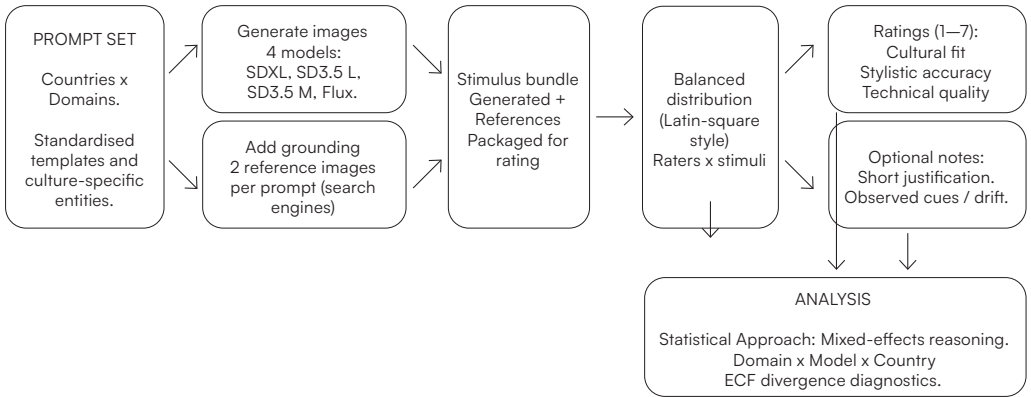 PROMPT SET
Countries x
Domains.
Standardised
templates and
culture-specific
entities.
Generate images
4 models:
SDXL, SD3.5 L,
SD3.5 M, Flux.
Add grounding
2 reference images
per prompt (search
engines)
Stimulus bundle
Generated +
References
Packaged for
rating
Balanced
distribution
(Latin-square
style)
Raters x stimuli
Ratings (1—7):
Cultural fit
Stylistic accuracy
Technical quality
Optional notes:
Short justification.
Observed cues / drift.
ANALYSIS
Statistical Approach: Mixed-effects reasoning.
Domain x Model x Country
ECF divergence diagnostics.